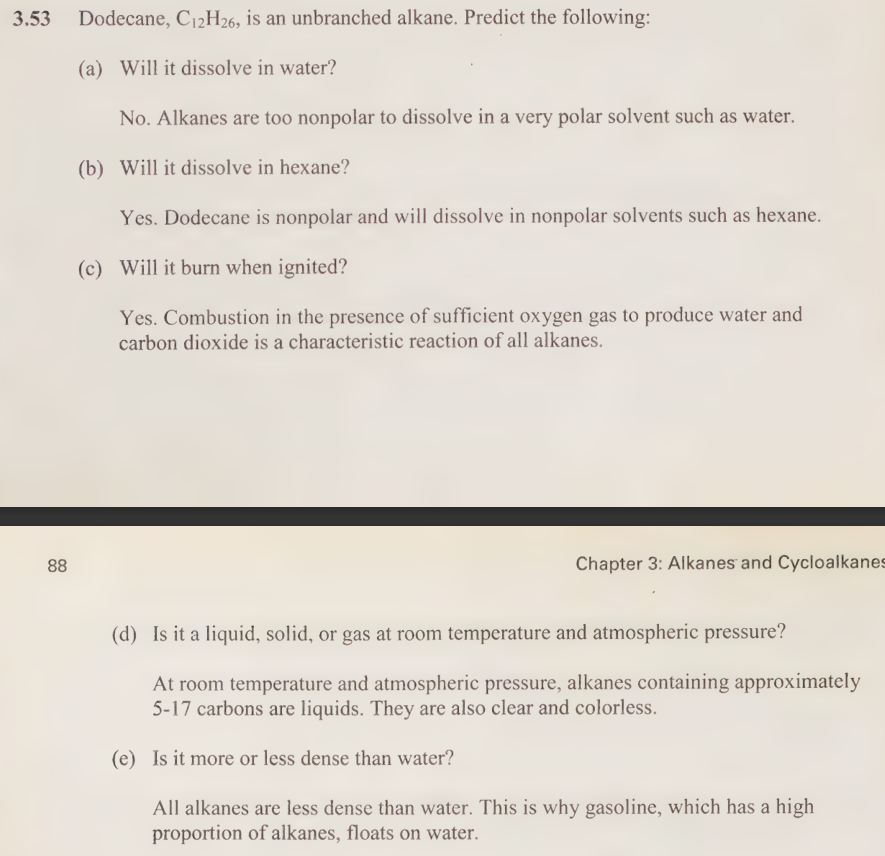 3.53 Dodecane, C₁₂H₂₆, is an unbranched alkane. Predict the following:
(a) Will it dissolve in water?
No. Alkanes are too nonpolar to dissolve in a very polar solvent such as water.
(b) Will it dissolve in hexane?
Yes. Dodecane is nonpolar and will dissolve in nonpolar solvents such as hexane.
(c) Will it burn when ignited?
Yes. Combustion in the presence of sufficient oxygen gas to produce water and
carbon dioxide is a characteristic reaction of all alkanes.
88 Chapter 3: Alkanes and Cycloalkanes
(d) Is it a liquid, solid, or gas at room temperature and atmospheric pressure?
At room temperature and atmospheric pressure, alkanes containing approximately
5-17 carbons are liquids. They are also clear and colorless.
(e) Is it more or less dense than water?
All alkanes are less dense than water. This is why gasoline, which has a high
proportion of alkanes, floats on water.